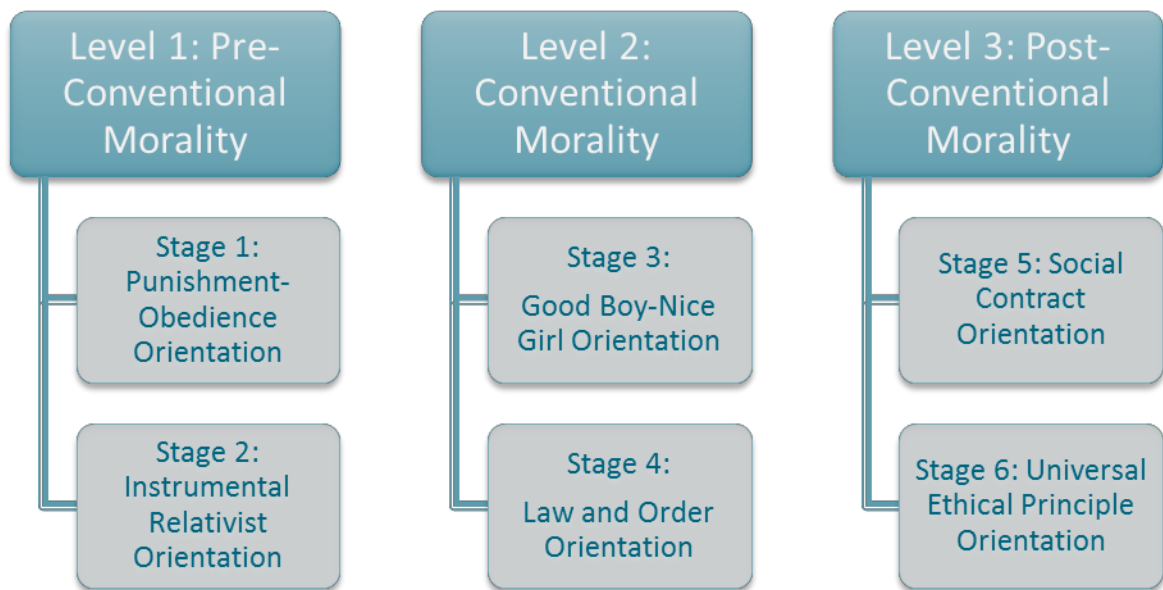 Level 1: Pre-
Conventional
Morality
Stage 1:
Punishment-
Obedience
Orientation
Stage 2:
Instrumental
Relativist
Orientation
Level 2:
Conventional
Morality
Stage 3:
Good Boy-Nice
Girl Orientation
Stage 4:
Law and Order
Orientation
Level 3: Post-
Conventional
Morality
Stage 5: Social
Contract
Orientation
Stage 6: Universal
Ethical Principle
Orientation